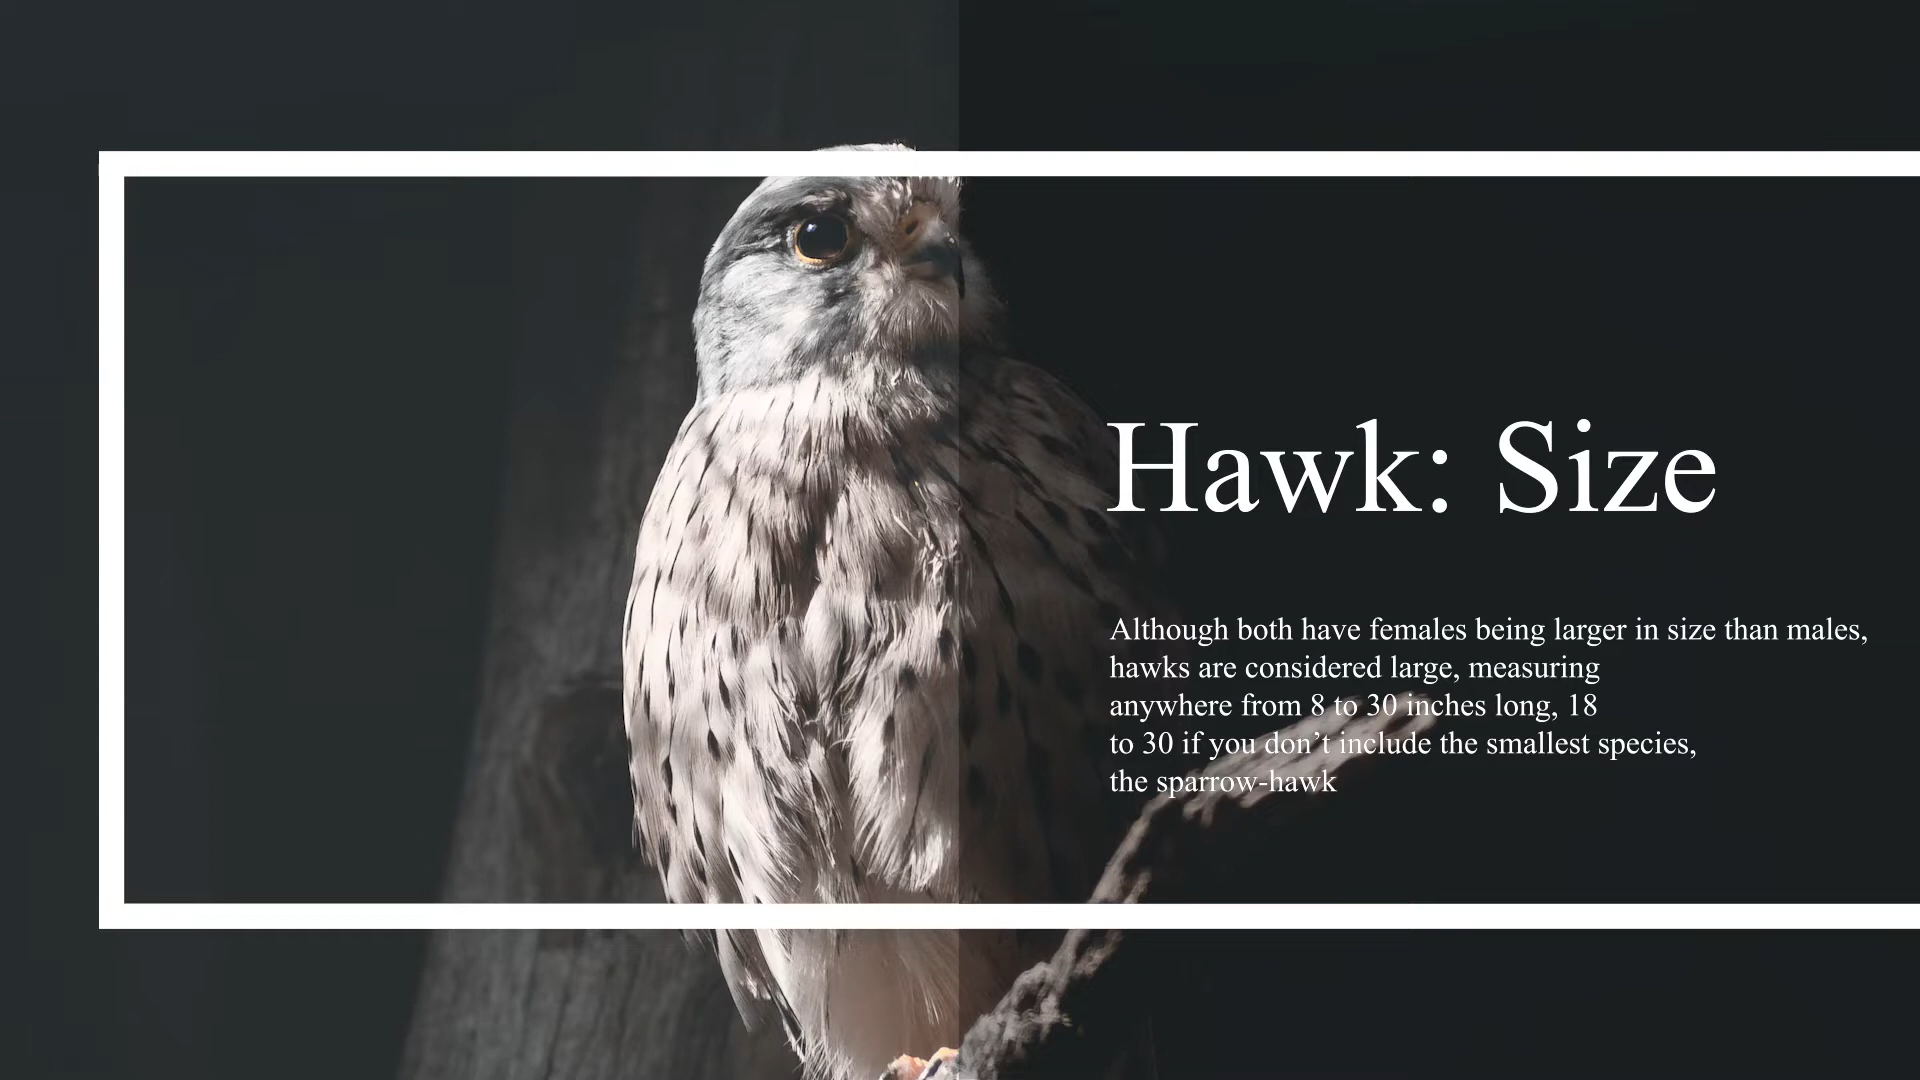 Hawk: Size
Although both have females being larger in size than males,
hawks are considered large, measuring
anywhere from 8 to 30 inches long, 18
to 30 if you don’t include the smallest species,
the sparrow-hawk